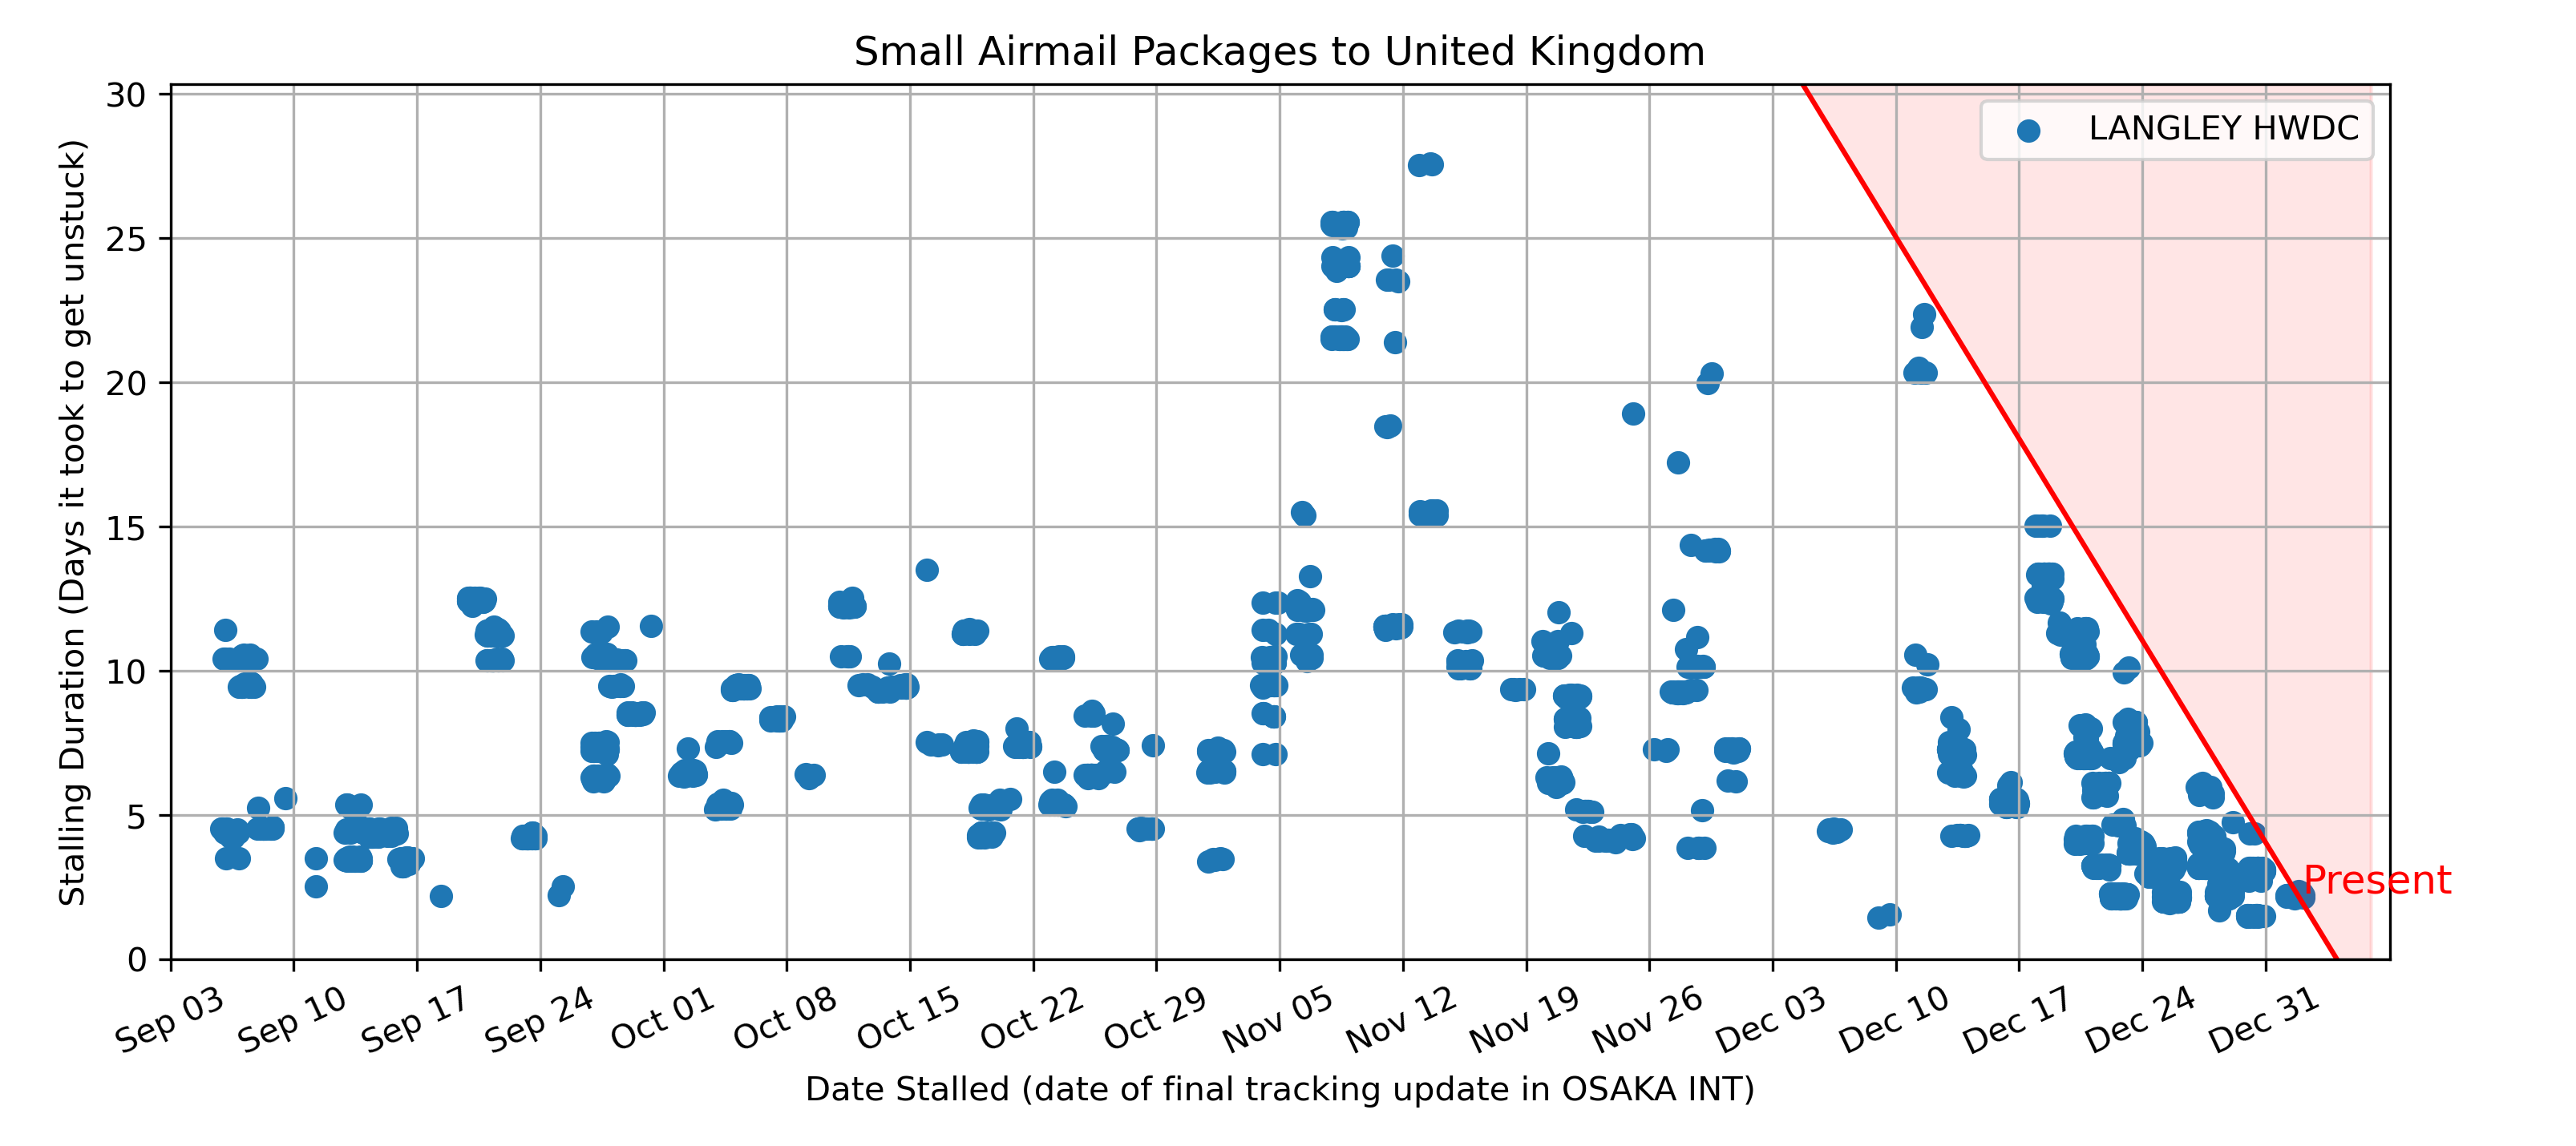 Small Airmail Packages to United Kingdom
LANGLEY HWDC
Stalling Duration (Days it took to get unstuck)
30
25
20
15
10
5
0
Present
Sep 03
Sep 10
Sep 17
Sep 24
Oct 01
Oct 08
Oct 15
Oct 22
Oct 29
Nov 05
Nov 12
Nov 19
Nov 26
Dec 03
Dec 10
Dec 17
Dec 24
Dec 31
Date Stalled (date of final tracking update in OSAKA INT)